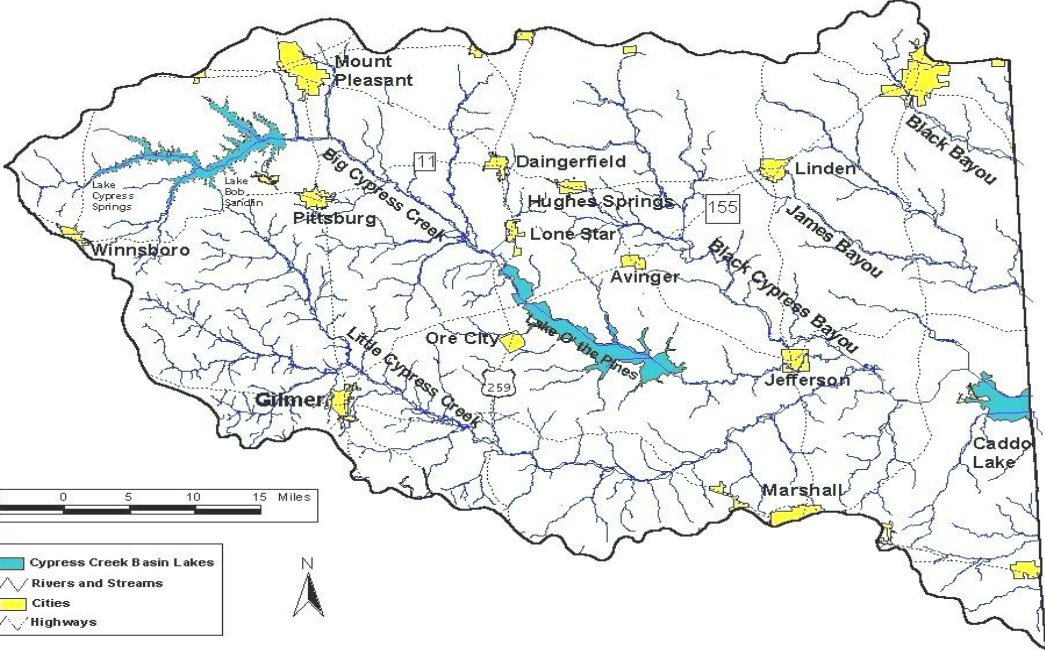 Mount
Pleasant
Black Bayou
11
Daingerfield
Linden
Big Cypress Creek
Lake
Cypress
Springs
Lake
Bob
Sandlin
Hughes Springs
155
Pittsburg
James Bayou
Lone Star
Winnsboro
Black Cypress Bayou
Avinger
Lake O' the Pines
Ore City
Little Cypress Creek
Jefferson
259
Gilmer
Caddo
Lake
Marshall
0 5 10 15 Miles
Cypress Creek Basin Lakes
Rivers and Streams
Cities
Highways
N